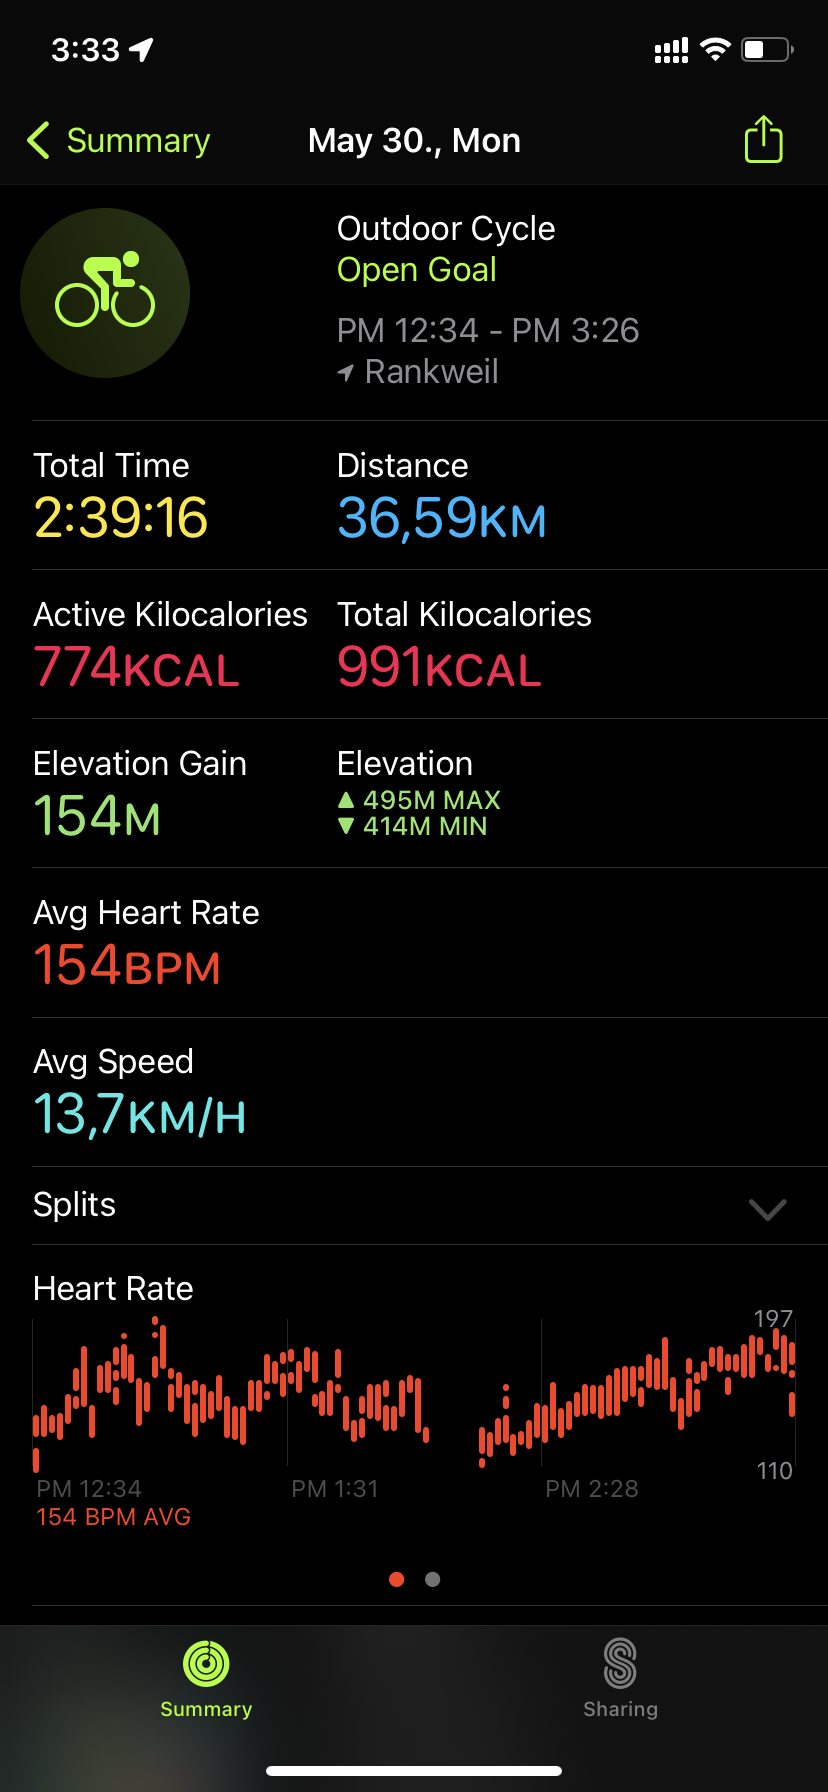 3:33
Summary
May 30., Mon
Outdoor Cycle
Open Goal
PM 12:34 - PM 3:26
Rankweil
Total Time
Distance
2:39:16
36,59KM
Active Kilocalories
Total Kilocalories
774KCAL
991KCAL
Elevation Gain
Elevation
154M
495M MAX
414M MIN
Avg Heart Rate
154BPM
Avg Speed
13,7KM/H
Splits
Heart Rate
197
110
PM 12:34
PM 1:31
PM 2:28
154 BPM AVG
Summary
Sharing